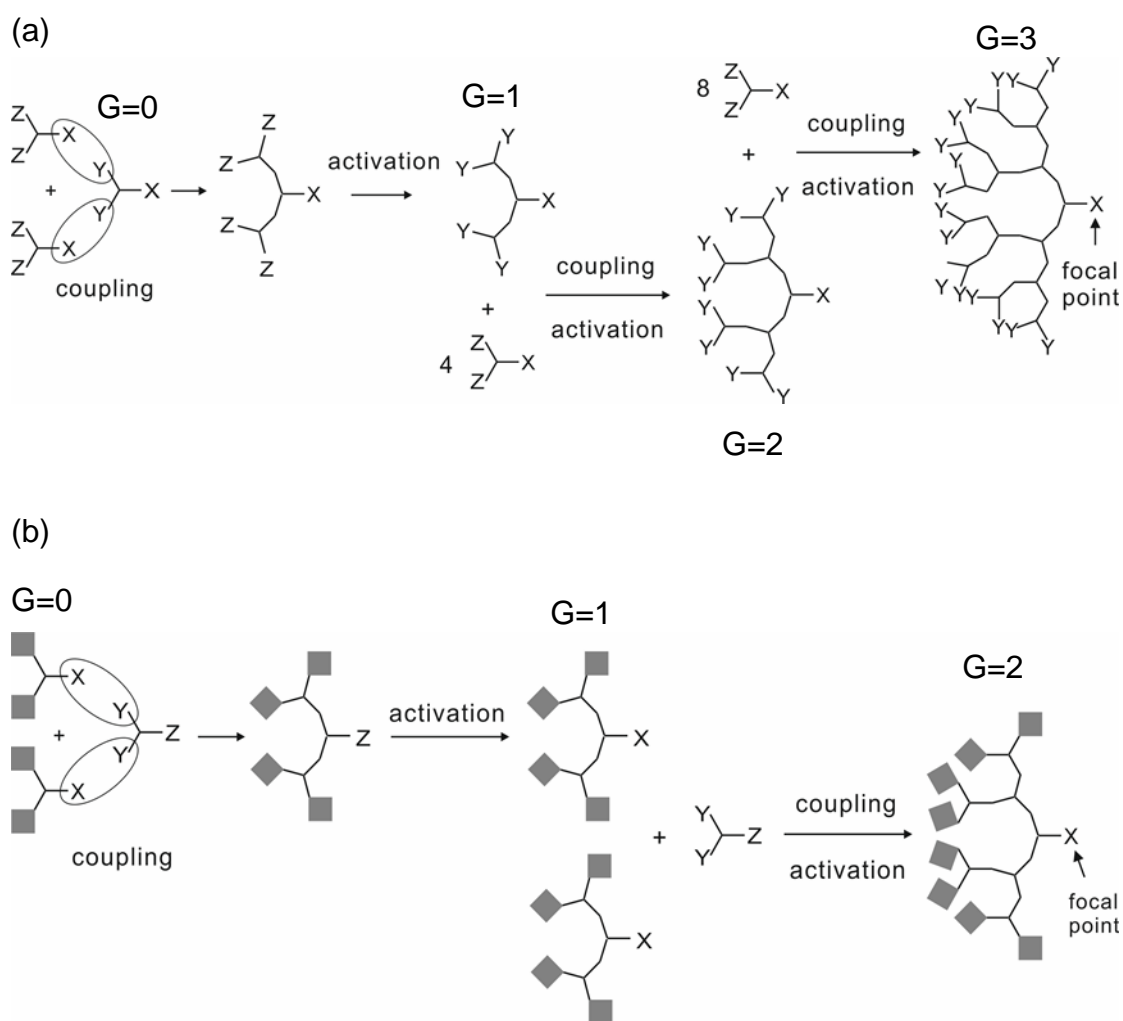 (a)
G=0
Z
Z
X
Y
+
Y
X
Z
X
Z
coupling
Z
Z
X
Z
Z
activation
G=1
Y
Y
X
Y
Y
+
4
Z
Z
X
coupling
activation
8
Z
Z
X
+
Y
Y
Y
Y
X
Y
Y
Y
Y
G=2
coupling
activation
G=3
Y
Y
Y
Y
Y
Y
Y
Y
X
Y
Y
Y
Y
Y
Y
Y
Y
focal
point
(b)
G=0
X
Y
+
Y
Z
X
coupling
Z
activation
G=1
X
+
Y
Y
Z
X
coupling
activation
G=2
X
focal
point